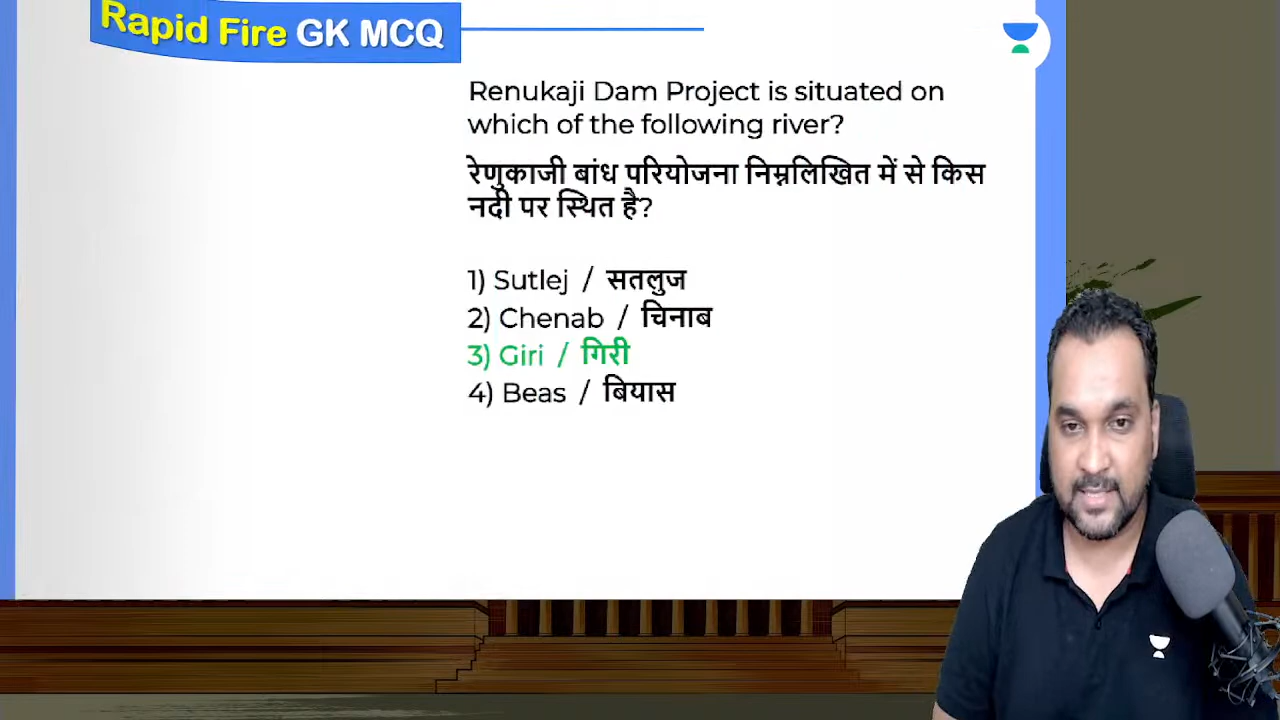 Rapid Fire GK MCQ
Renukaji Dam Project is situated on
which of the following river?
रेणुकाजी बांध परियोजना निम्नलिखित में से किस
नदी पर स्थित है?
1) Sutlej / सतलुज
2) Chenab / चिनाब
3) Giri / गिरी
4) Beas / बियास